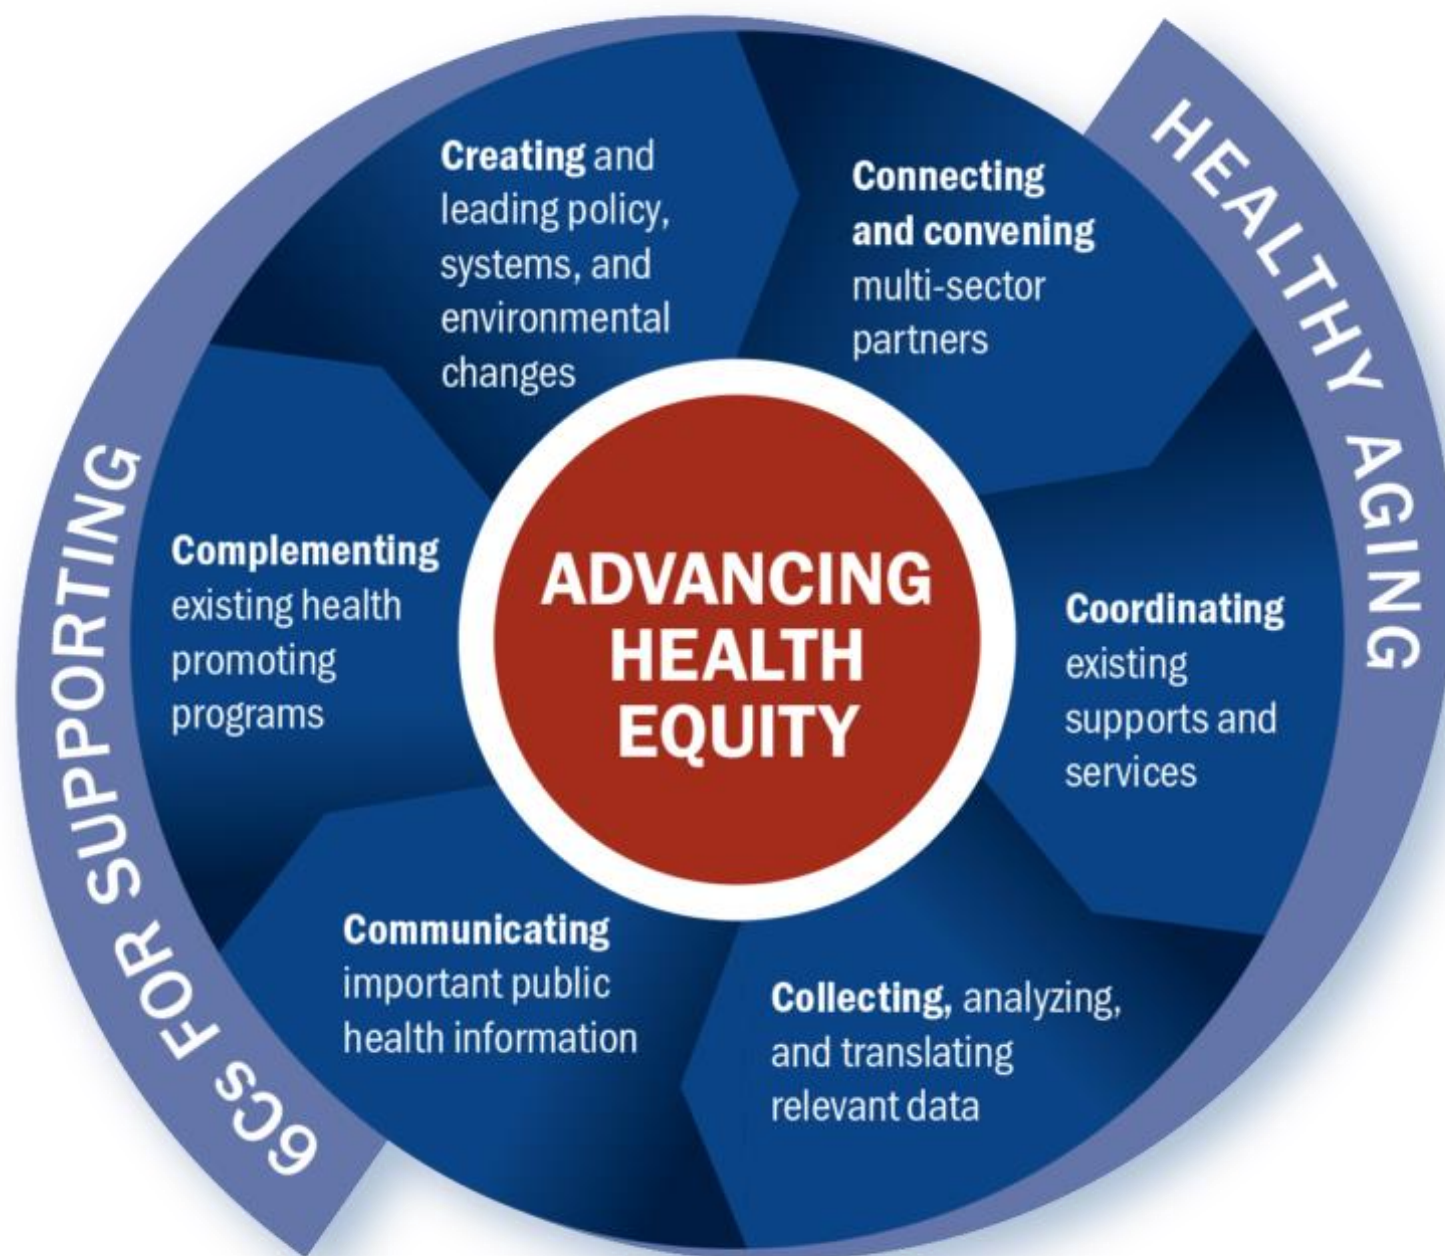 6Cs FOR SUPPORTING
HEALTHY AGING
Creating and
leading policy,
systems, and
environmental
changes
Connecting
and convening
multi-sector
partners
Coordinating
existing
supports and
services
Collecting, analyzing,
and translating
relevant data
Communicating
important public
health information
Complementing
existing health
promoting
programs
ADVANCING
HEALTH
EQUITY